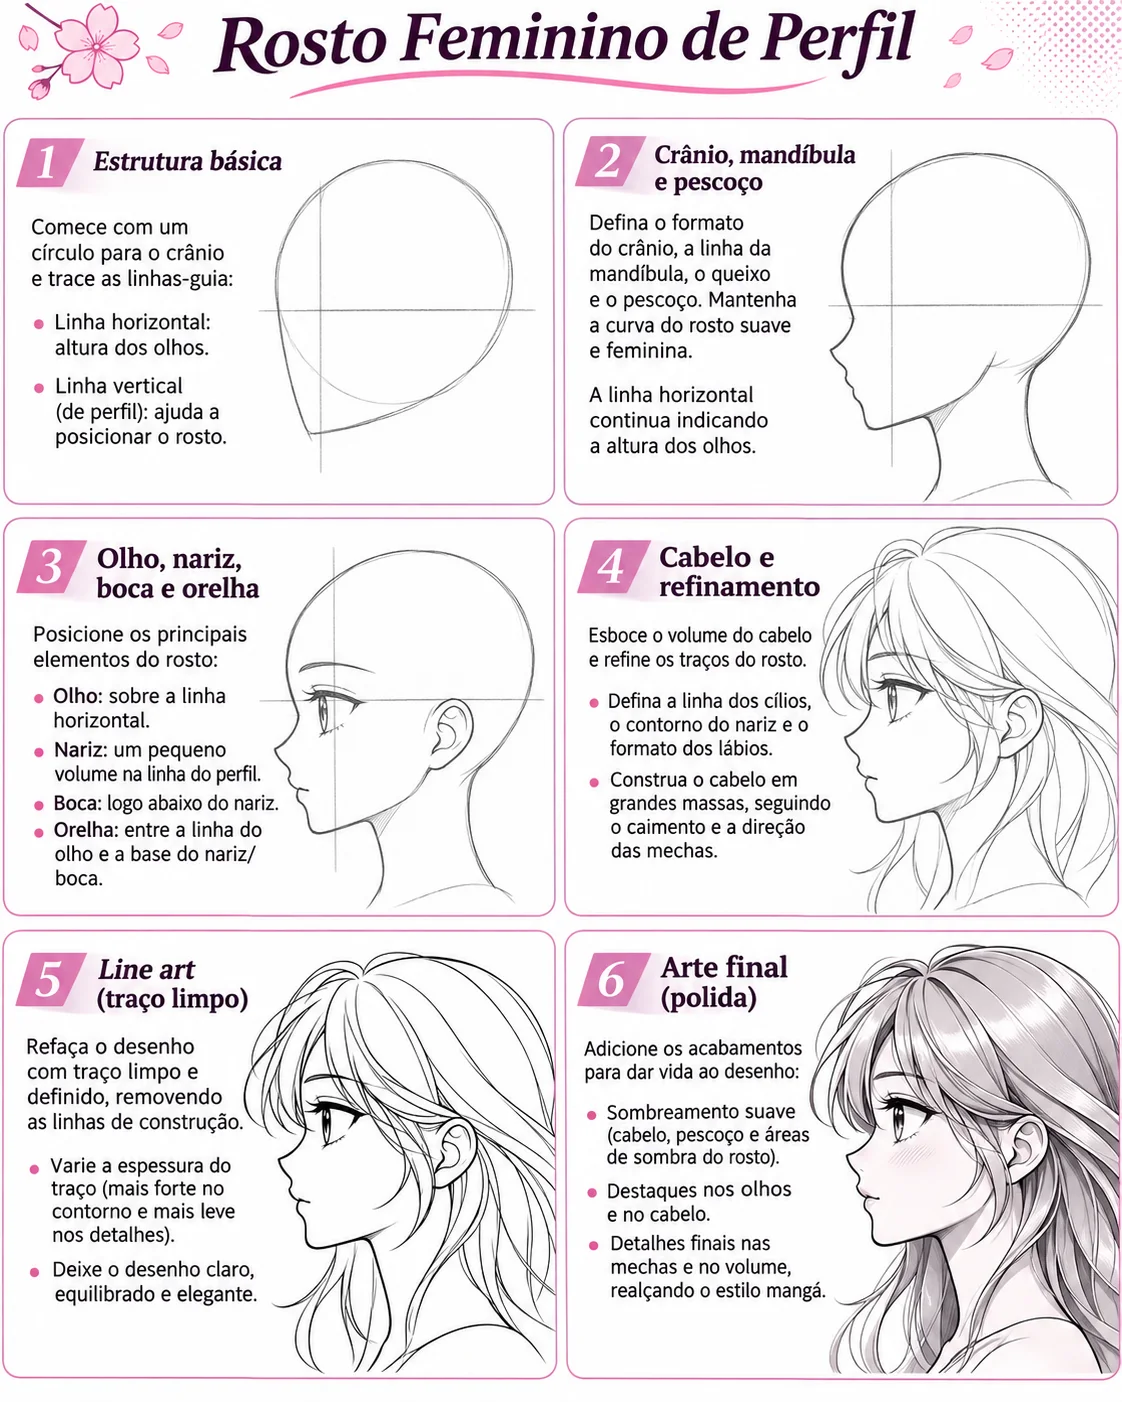 Rosto Feminino de Perfil
1
Estrutura básica
Comece com um
círculo para o crânio
e trace as linhas-guia:
• Linha horizontal:
altura dos olhos.
• Linha vertical
(de perfil): ajuda a
posicionar o rosto.
2
Crânio, mandíbula
e pescoço
Defina o formato
do crânio, a linha da
mandíbula, o queixo
e o pescoço. Mantenha
a curva do rosto suave
e feminina.
A linha horizontal
continua indicando
a altura dos olhos.
3
Olho, nariz,
boca e orelha
Posicione os principais
elementos do rosto:
• Olho: sobre a linha
horizontal.
• Nariz: um pequeno
volume na linha do perfil.
• Boca: logo abaixo do nariz.
• Orelha: entre a linha do
olho e a base do nariz/
boca.
4
Cabelo e
refinamento
Esboce o volume do cabelo
e refine os traços do rosto.
• Defina a linha dos cílios,
o contorno do nariz e o
formato dos lábios.
• Construa o cabelo em
grandes massas, seguindo
o caimento e a direção
das mechas.
5
Line art
(traço limpo)
Refaça o desenho
com traço limpo e
definido, removendo
as linhas de construção.
• Varie a espessura do
traço (mais forte no
contorno e mais leve
nos detalhes).
• Deixe o desenho claro,
equilibrado e elegante.
6
Arte final
(polida)
Adicione os acabamentos
para dar vida ao desenho:
• Sombreamento suave
(cabelo, pescoço e áreas
de sombra do rosto).
• Destaques nos olhos
e no cabelo.
• Detalhes finais nas
mechas e no volume,
realçando o estilo mangá.